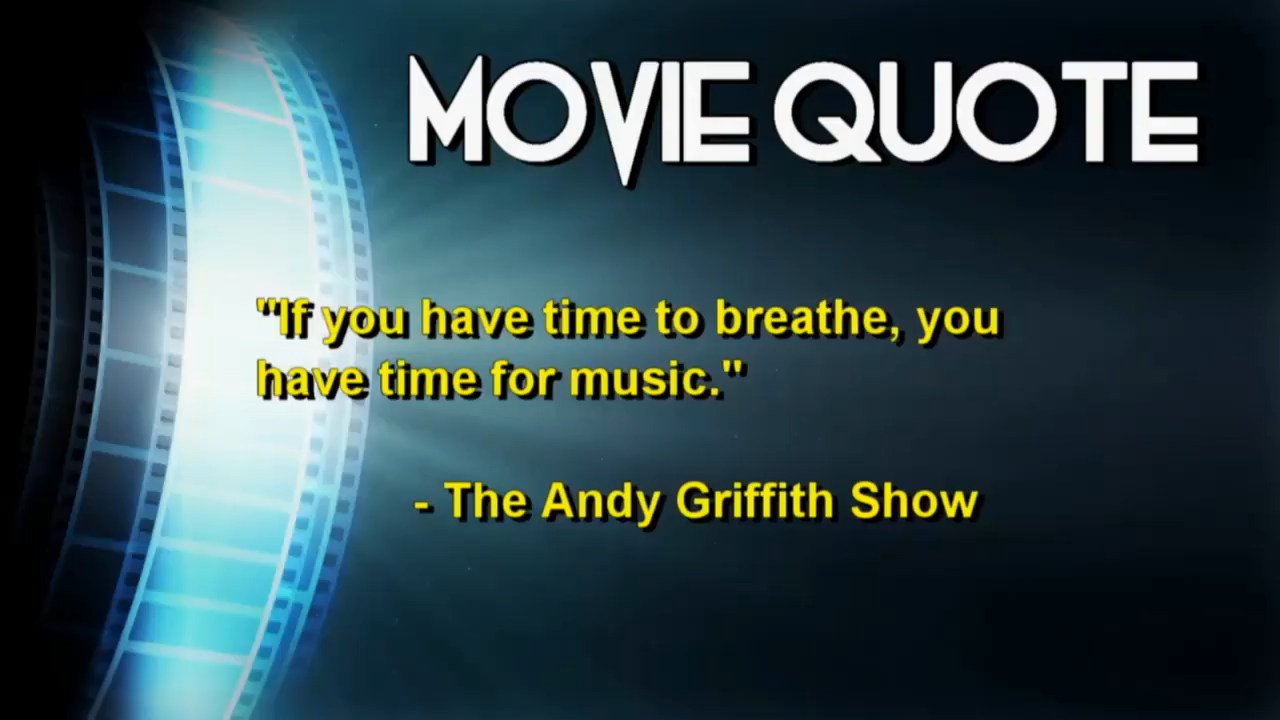 MOVIE QUOTE
"If you have time to breathe, you
have time for music."
- The Andy Griffith Show